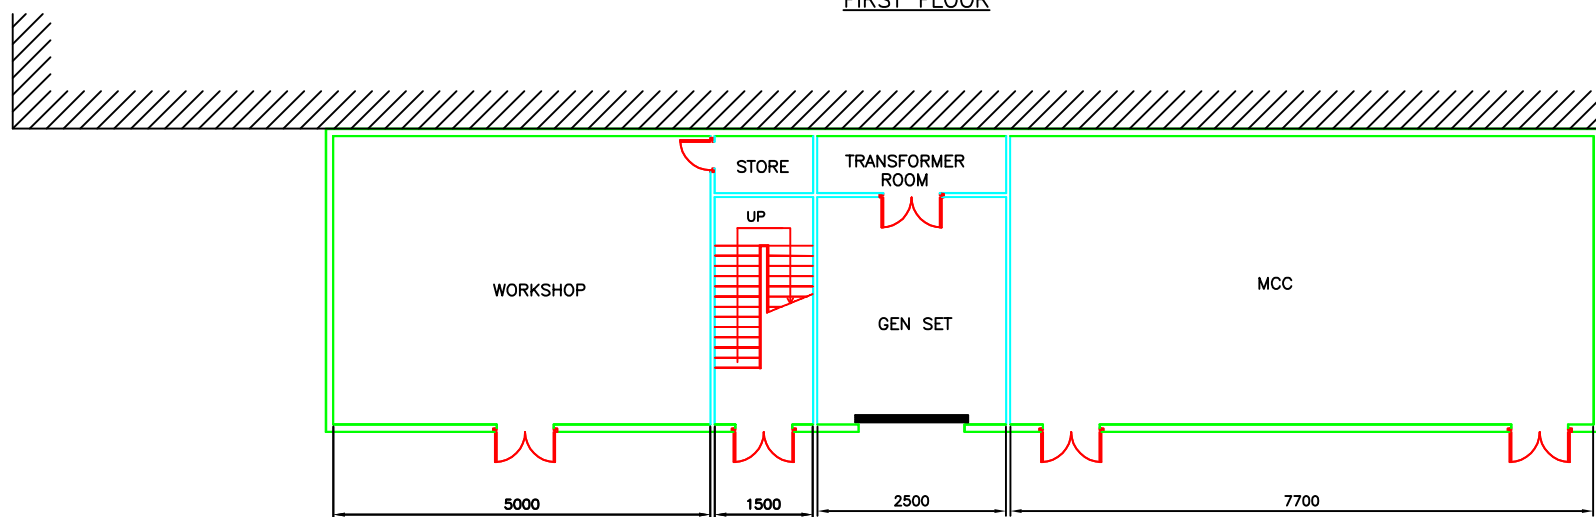 FIRST FLOOR
STORE
TRANSFORMER
ROOM
UP
WORKSHOP
MCC
GEN SET
5000
1500
2500
7700